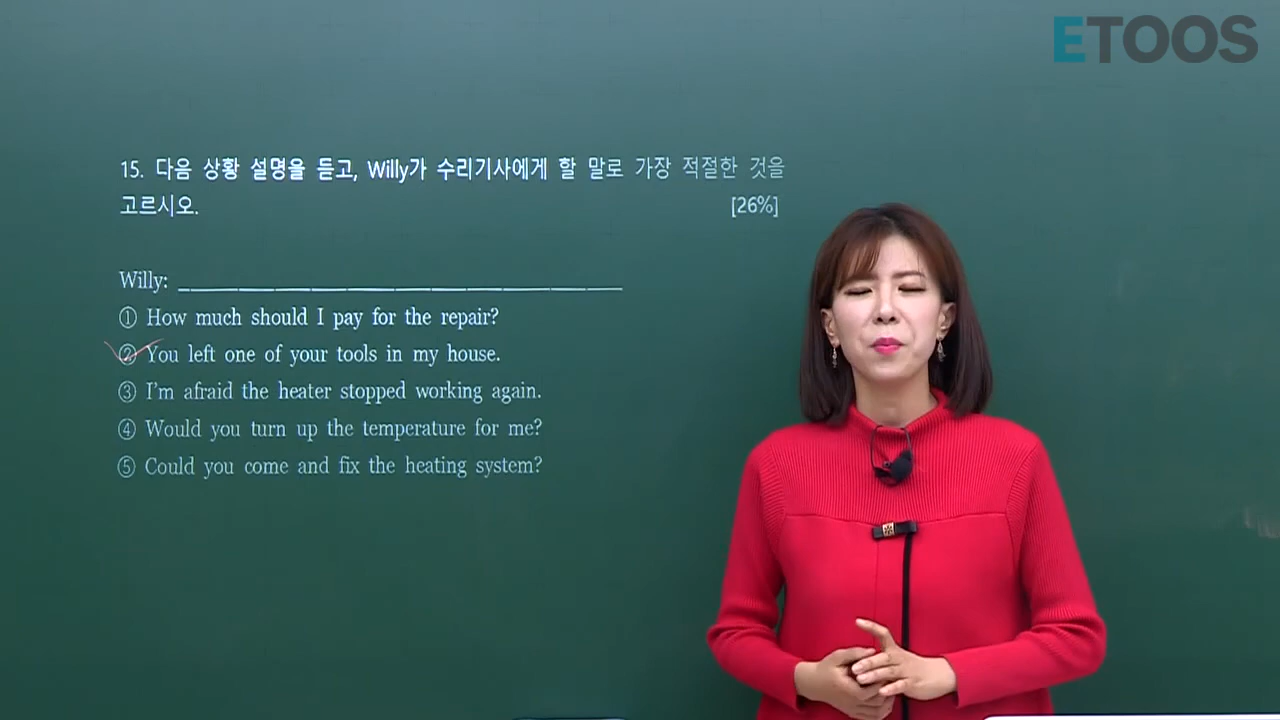 ETOOS
15. 다음 상황 설명을 듣고, Willy가 수리기사에게 할 말로 가장 적절한 것을
고르시오. [26%]
Willy: ____________________
① How much should I pay for the repair?
② You left one of your tools in my house.
③ I'm afraid the heater stopped working again.
④ Would you turn up the temperature for me?
⑤ Could you come and fix the heating system?